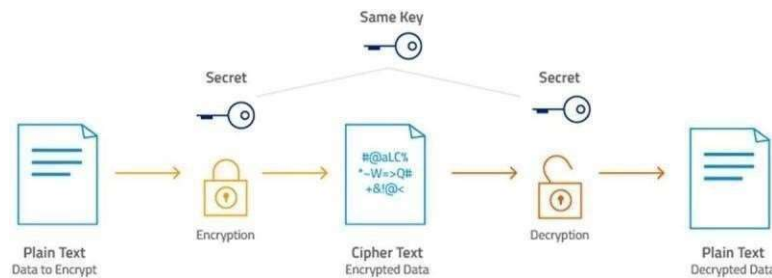 Same Key
Secret
Secret
#@aLC%
*~W=>Q#
+&!@<
Encryption
Decryption
Plain Text
Data to Encrypt
Cipher Text
Encrypted Data
Plain Text
Decrypted Data